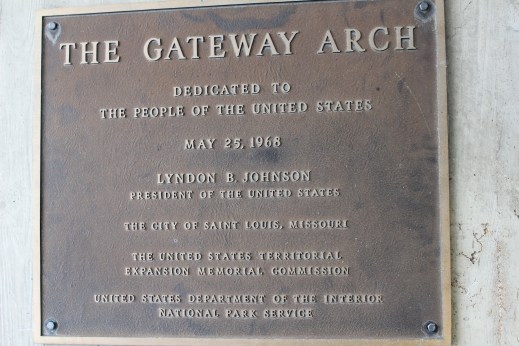 THE GATEWAY ARCH
DEDICATED TO
THE PEOPLE OF THE UNITED STATES
MAY 25, 1968
LYNDON B. JOHNSON
PRESIDENT OF THE UNITED STATES
THE CITY OF SAINT LOUIS, MISSOURI
THE UNITED STATES TERRITORIAL
EXPANSION MEMORIAL COMMISSION
UNITED STATES DEPARTMENT OF THE INTERIOR
NATIONAL PARK SERVICE